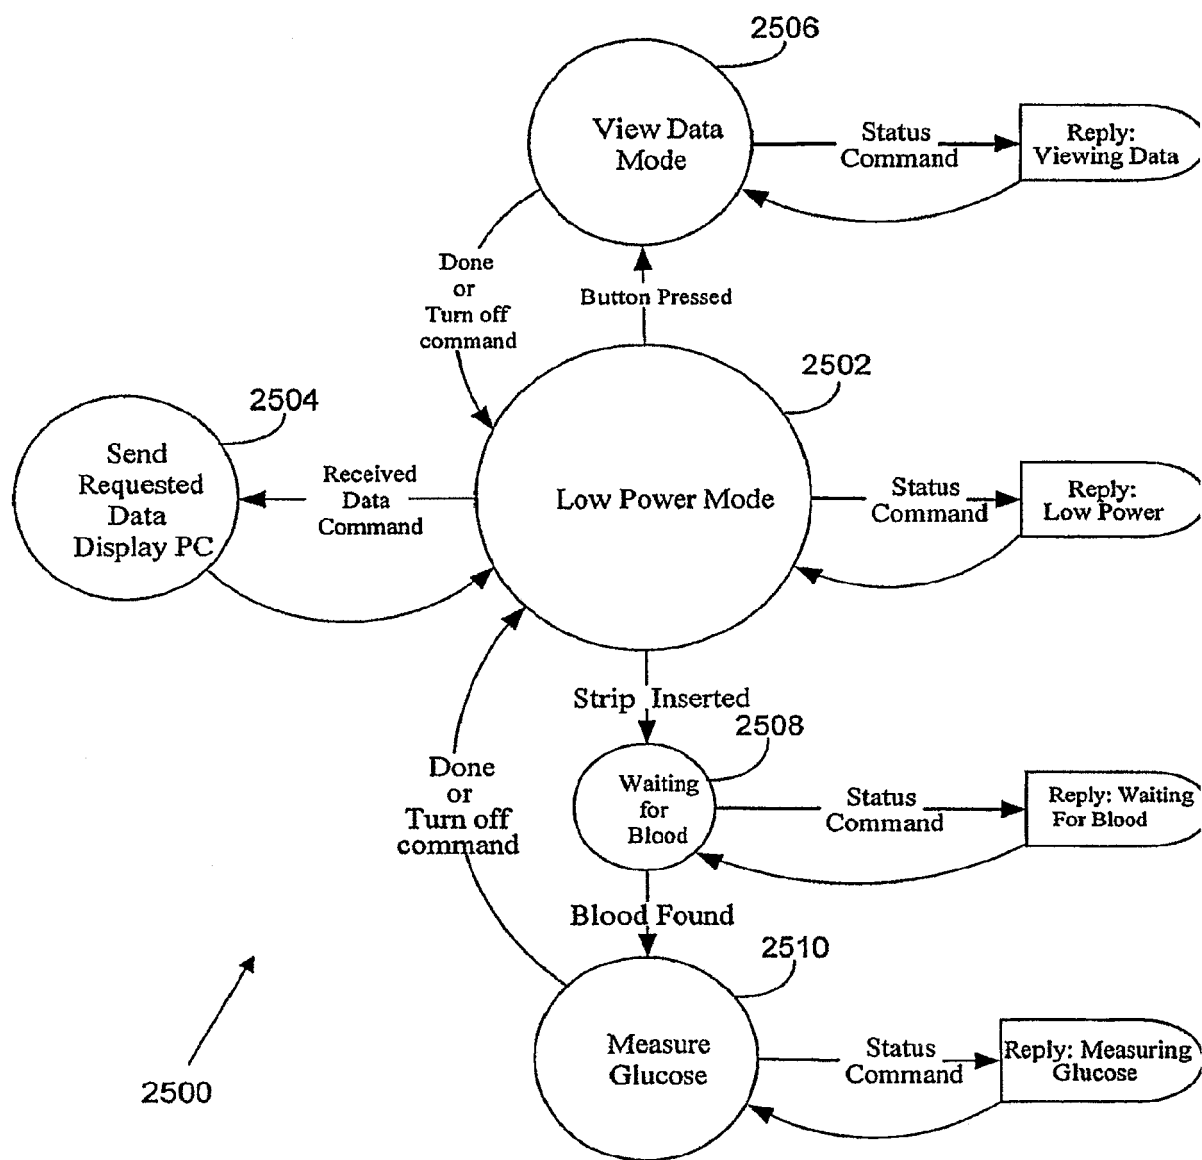 2506
View Data
Mode
Status
Command
Reply:
Viewing Data
Done
or
Turn off
command
Button Pressed
2502
2504
Send
Requested
Data
Display PC
Received
Data
Command
Low Power Mode
Status
Command
Reply:
Low Power
Strip Inserted
2508
Waiting
for
Blood
Status
Command
Reply: Waiting
For Blood
Done
or
Turn off
command
Blood Found
2510
Measure
Glucose
Status
Command
Reply: Measuring
Glucose
2500